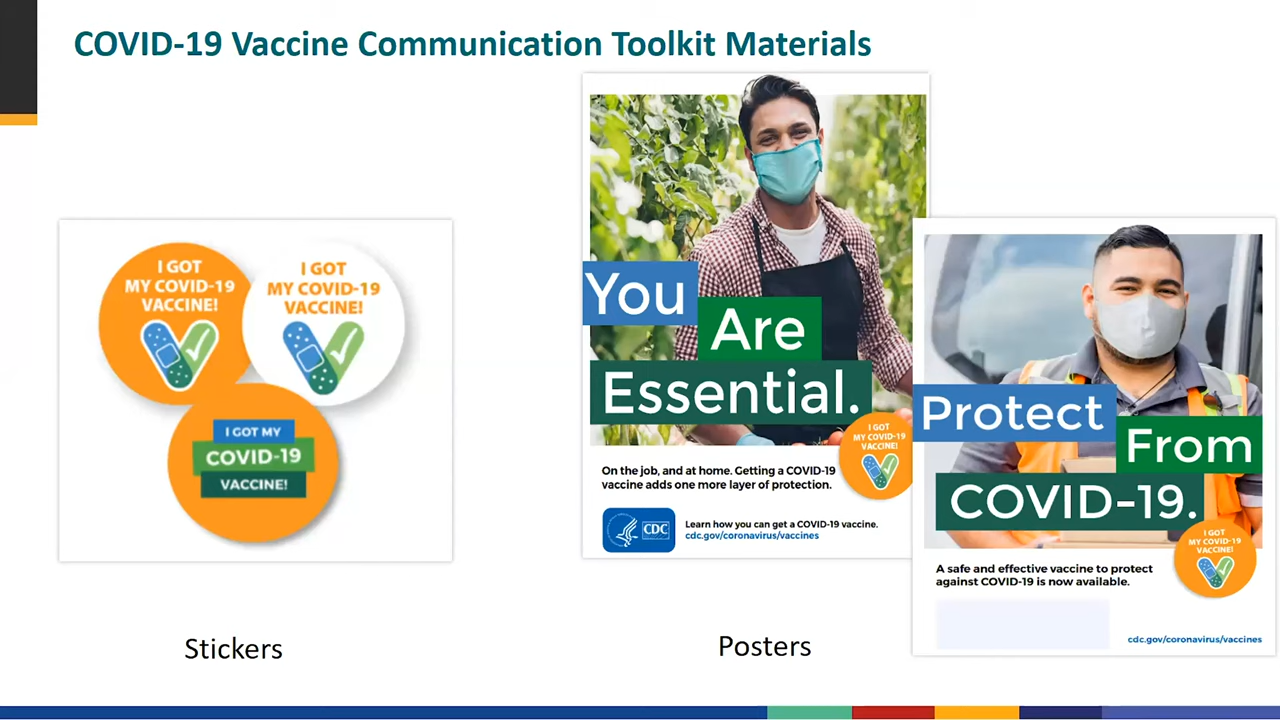 COVID-19 Vaccine Communication Toolkit Materials
I GOT
MY COVID-19
VACCINE!
I GOT
MY COVID-19
VACCINE!
I GOT MY
COVID-19
VACCINE!
Stickers
You
Are
Essential.
I GOT
MY COVID-19
VACCINE!
On the job, and at home. Getting a COVID-19
vaccine adds one more layer of protection.
CDC
Learn how you can get a COVID-19 vaccine.
cdc.gov/coronavirus/vaccines
Protect
From
COVID-19.
I GOT
MY COVID-19
VACCINE!
A safe and effective vaccine to protect
against COVID-19 is now available.
cdc.gov/coronavirus/vaccines
Posters